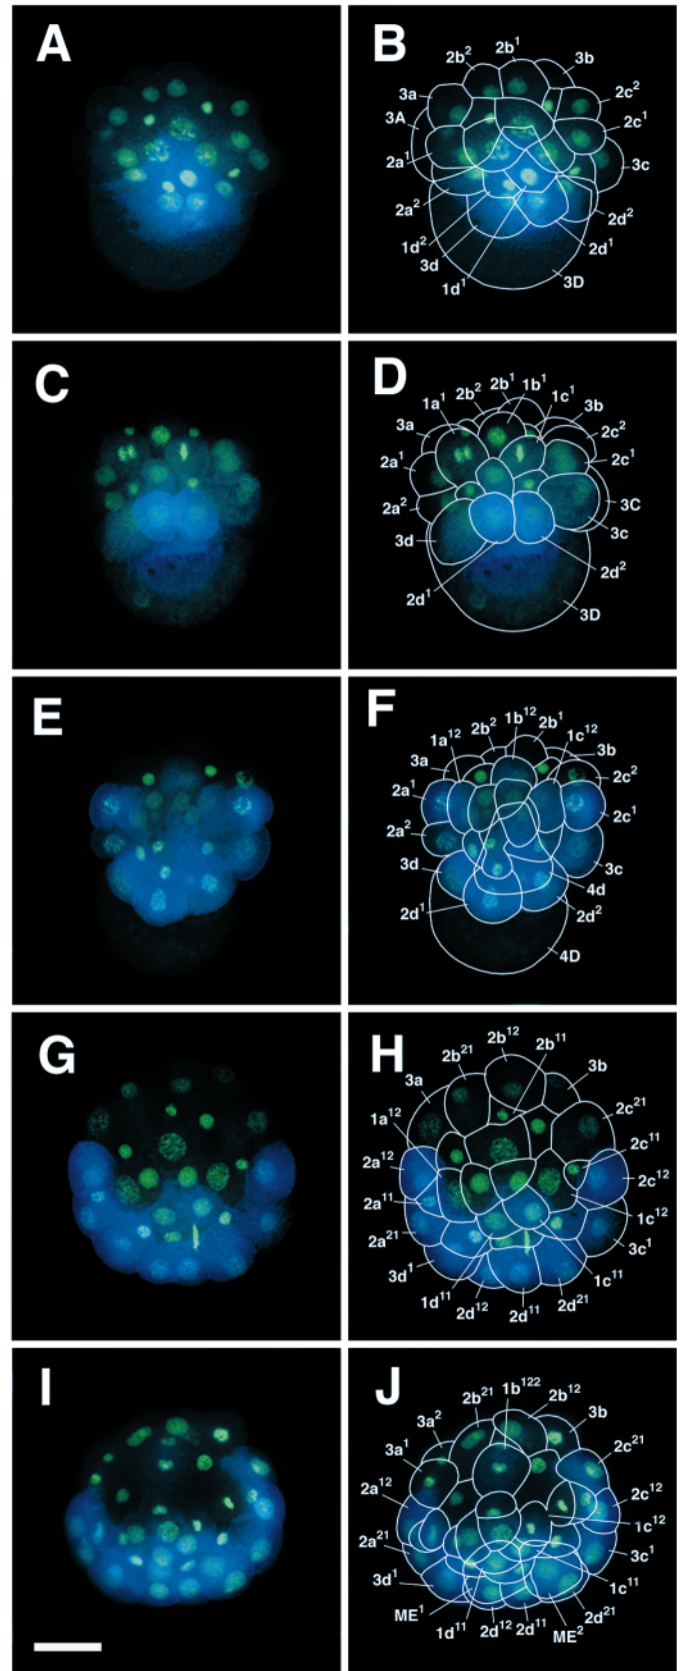 A
B
2b²
2b¹
3b
3a
2c²
3A
2c¹
2a¹
3c
2a²
2d²
1d²
2d¹
3d
3D
1d¹
C
D
2b¹
1b¹
2b²
1c¹
1a¹
3b
3a
2c²
2a¹
2c¹
2a²
3C
3c
3d
2d²
2d¹
3D
E
F
1b¹²
2b¹
2b²
1c¹²
1a¹²
3b
3a
2c²
2a¹
2c¹
2a²
3d
3c
4d
2d¹
2d²
4D
G
H
2b¹²
2b¹¹
2b²¹
3b
3a
2c²¹
1a¹²
2c¹¹
2a¹²
2c¹²
2a¹¹
1c¹²
2a²¹
3c¹
3d¹
1c¹¹
1d¹¹
2d¹²
2d¹¹
2d²¹
I
J
1b¹²²
2b²¹
2b¹²
3a²
3b
3a¹
2c²¹
2a¹²
2c¹²
1c¹²
2a²¹
3c¹
3d¹
1c¹¹
ME¹
2d²¹
1d¹¹
2d¹²
2d¹¹
ME²